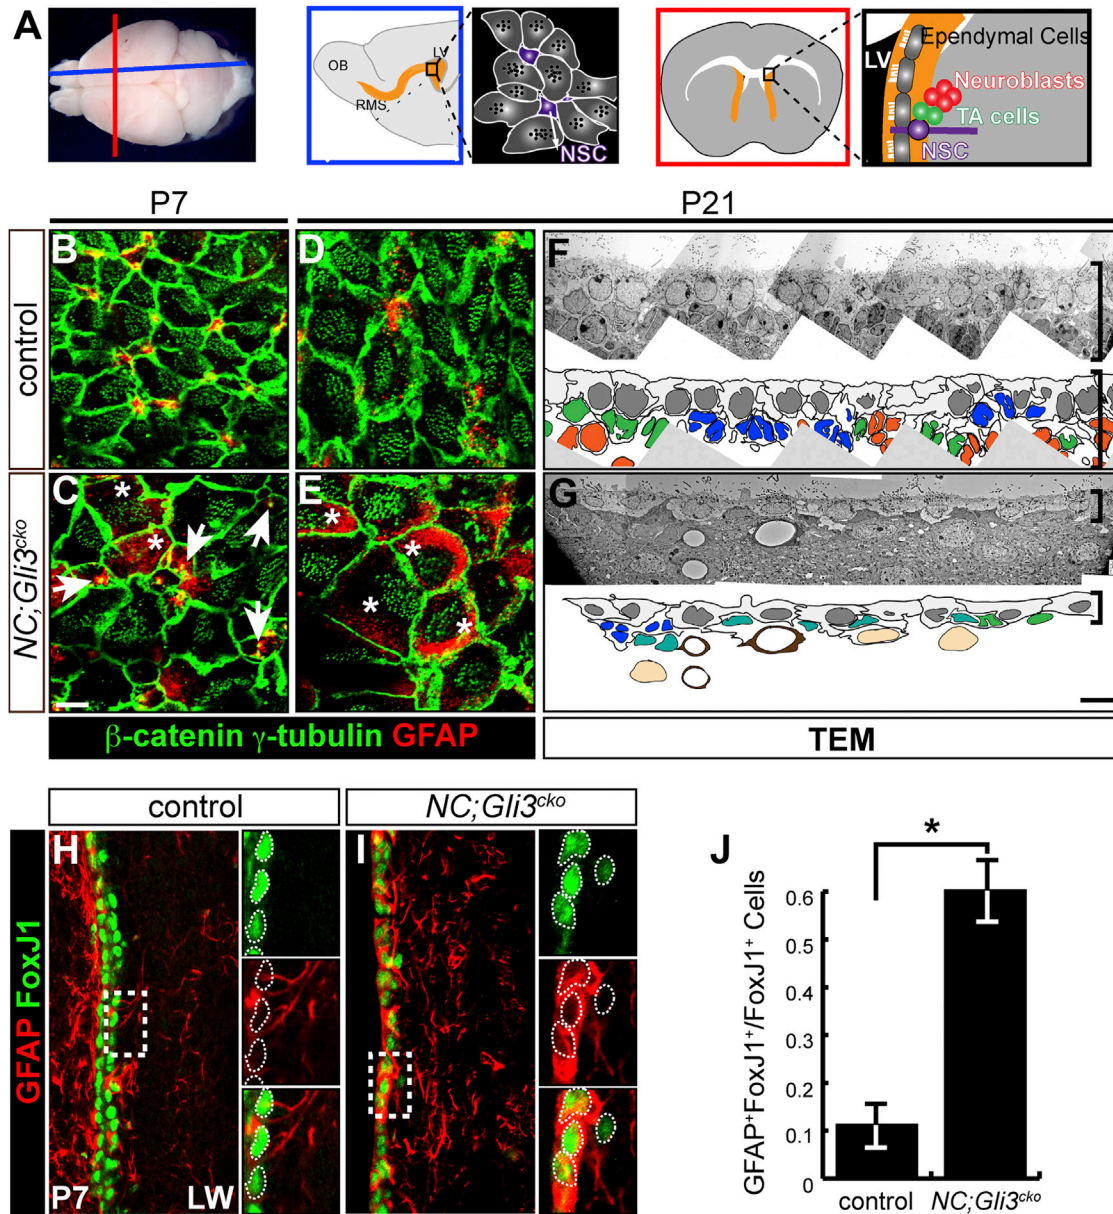 A
OB
RMS
LV
NSC
LV
Ependymal Cells
Neuroblasts
TA cells
NSC
P7
P21
control
NC;Gli3cko
B
D
F
C
E
G
β-catenin γ-tubulin GFAP
TEM
control
NC;Gli3cko
GFAP FoxJ1
H
I
P7
LW
J
*
GFAP+FoxJ1+/FoxJ1+ Cells
0.6
0.6
0.4
0.3
0.2
0.1
0
control
NC;Gli3cko